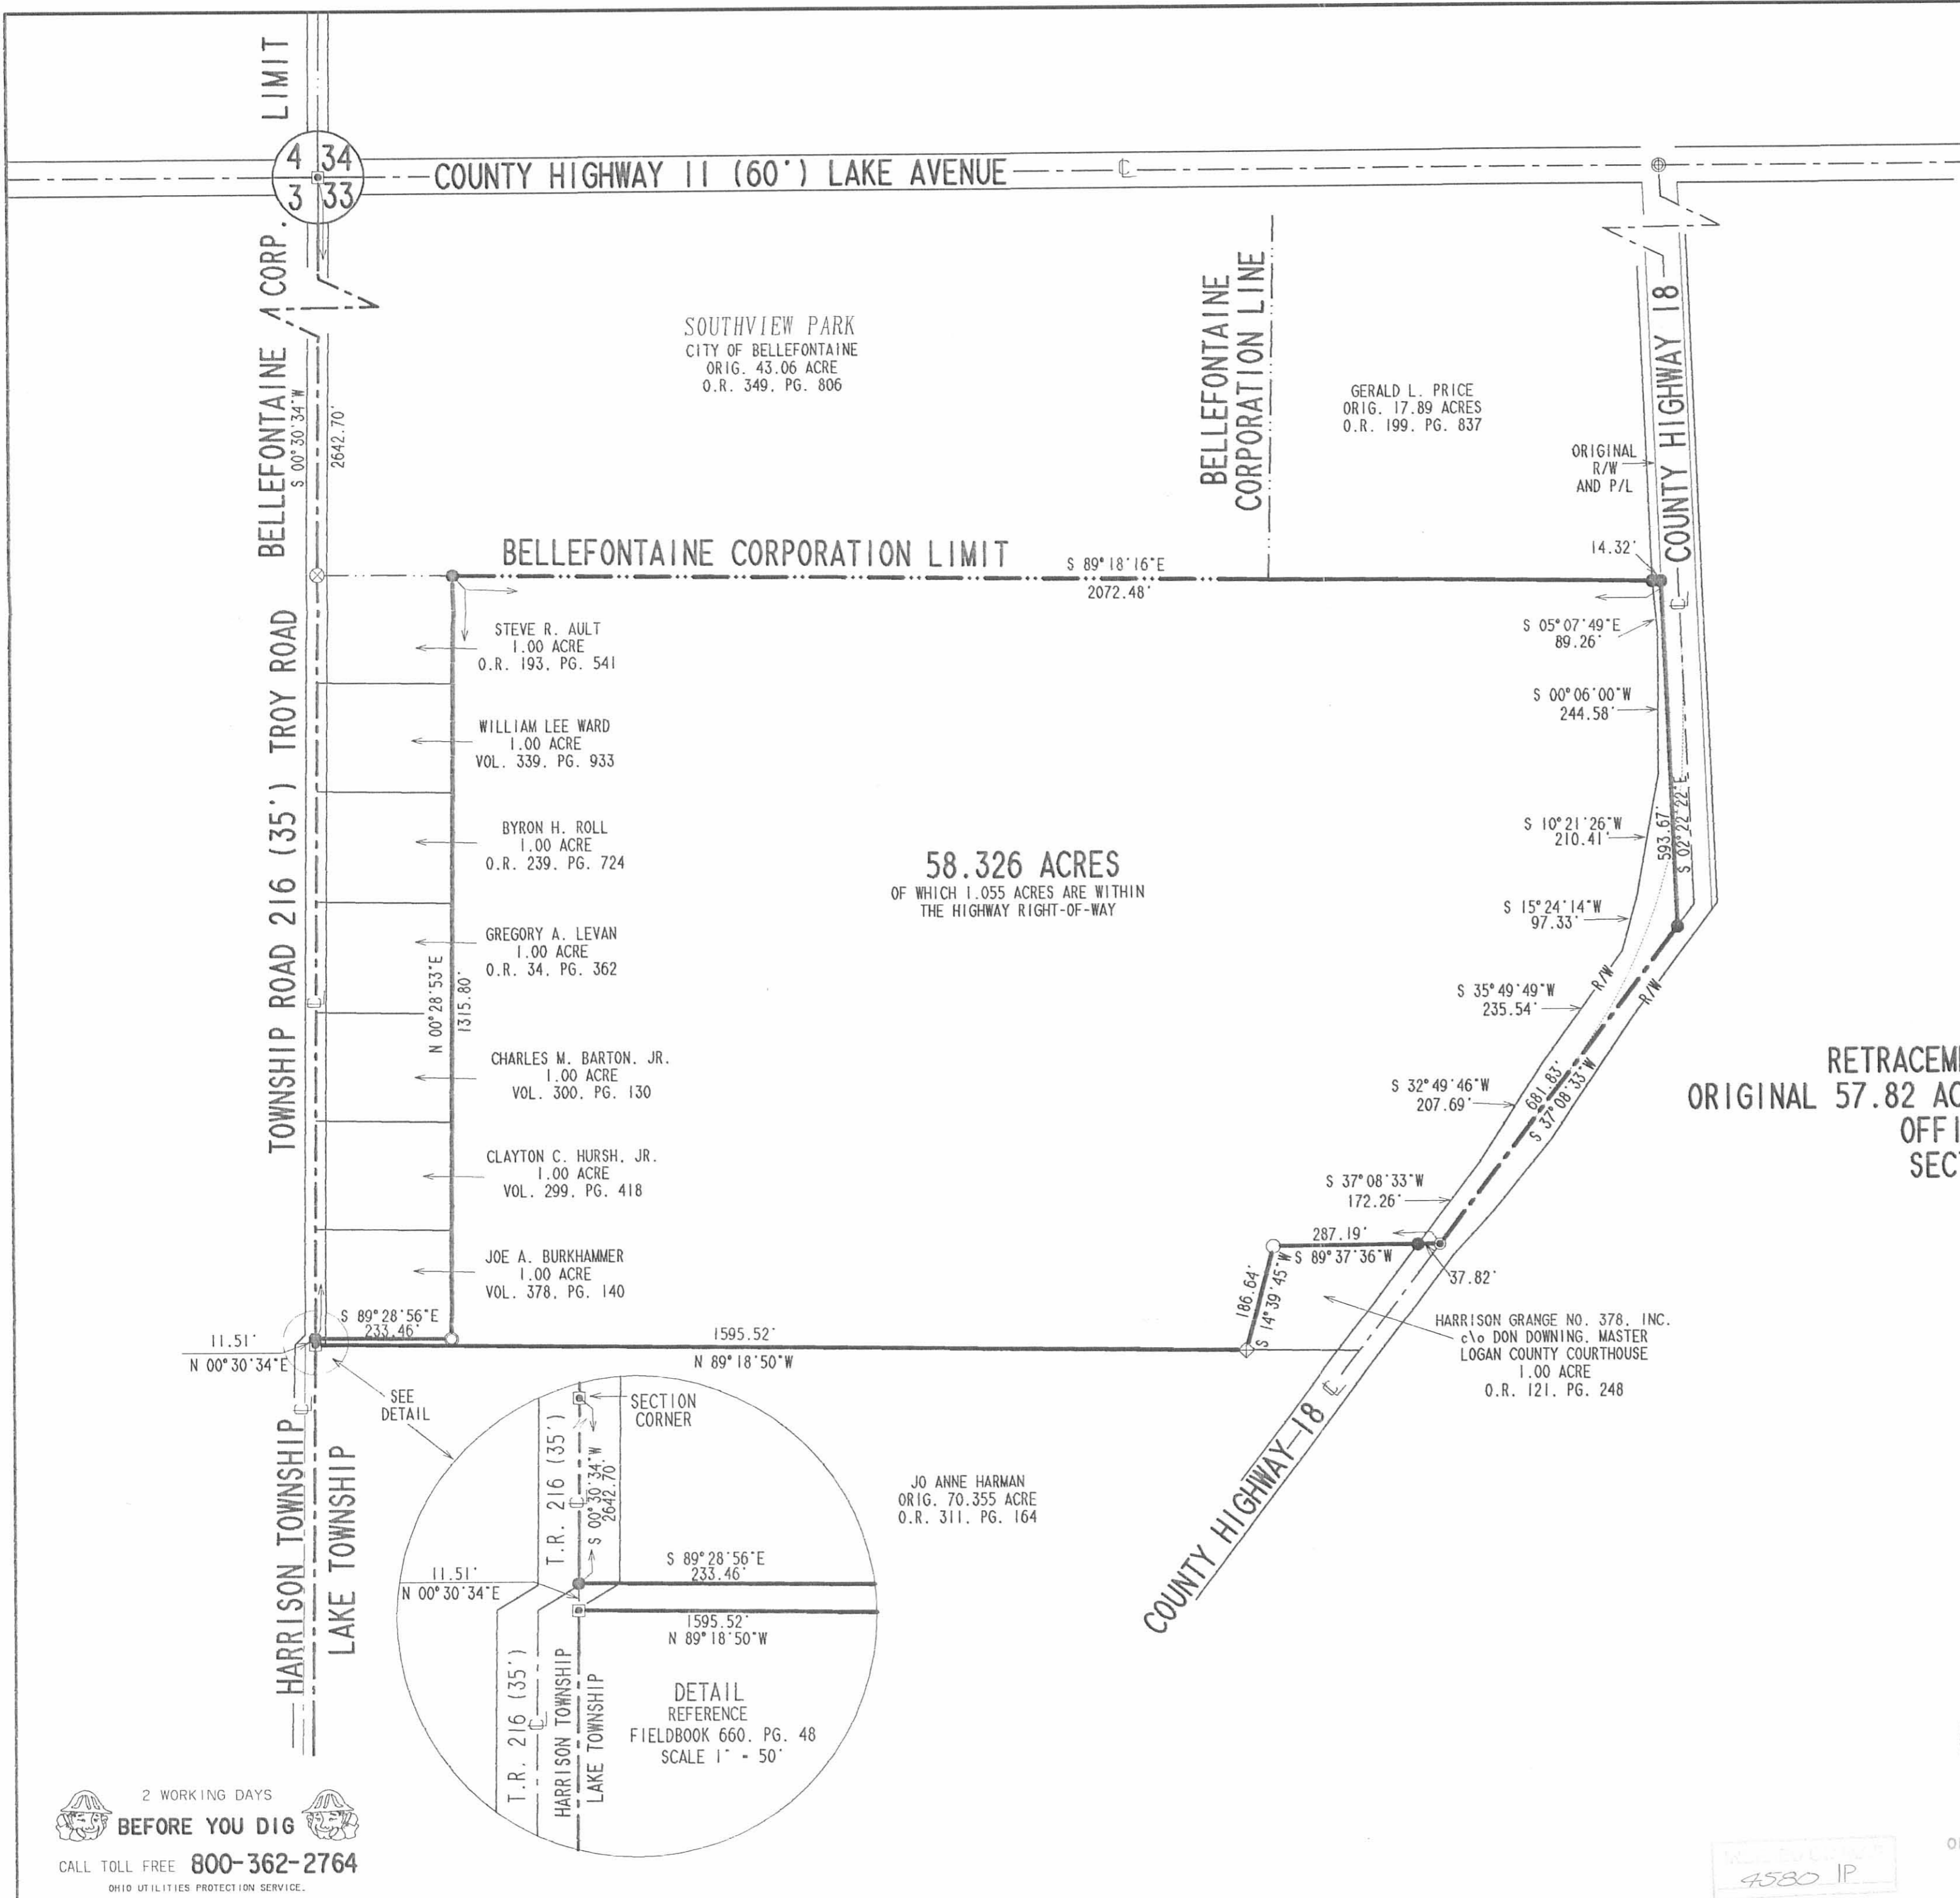 LIMIT
4 34
3 33
COUNTY HIGHWAY 11 (60') LAKE AVENUE
BELLEFONTAINE CORP.
S 00°30'34"W
2642.70'
SOUTHVIEW PARK
CITY OF BELLEFONTAINE
ORIG. 43.06 ACRE
O.R. 349, PG. 806
BELLEFONTAINE
CORPORATION LINE
GERALD L. PRICE
ORIG. 17.89 ACRES
O.R. 199, PG. 837
ORIGINAL
R/W
AND P/L
COUNTY HIGHWAY 18
14.32'
BELLEFONTAINE CORPORATION LIMIT
S 89°18'16"E
2072.48'
TOWNSHIP ROAD 216 (35') TROY ROAD
STEVE R. AULT
1.00 ACRE
O.R. 193, PG. 541
WILLIAM LEE WARD
1.00 ACRE
VOL. 339, PG. 933
BYRON H. ROLL
1.00 ACRE
O.R. 239, PG. 724
GREGORY A. LEVAN
1.00 ACRE
O.R. 34, PG. 362
N 00°28'53"E
1315.80'
CHARLES M. BARTON, JR.
1.00 ACRE
VOL. 300, PG. 130
CLAYTON C. HURSH, JR.
1.00 ACRE
VOL. 299, PG. 418
JOE A. BURKHAMMER
1.00 ACRE
VOL. 378, PG. 140
58.326 ACRES
OF WHICH 1.055 ACRES ARE WITHIN
THE HIGHWAY RIGHT-OF-WAY
S 05°07'49"E
89.26'
S 00°06'00"W
244.58'
S 10°21'26"W
210.41'
593.67'
S 02°22'22"E
S 15°24'14"W
97.33'
R/W
R/W
S 35°49'49"W
235.54'
S 32°49'46"W
207.69'
681.83'
S 37°08'33"W
S 37°08'33"W
172.26'
287.19'
S 89°37'36"W
37.82'
186.64'
S 14°39'45"W
RETRACEM
ORIGINAL 57.82 AC
OFFI
SEC
HARRISON GRANGE NO. 378, INC.
c\o DON DOWNING, MASTER
LOGAN COUNTY COURTHOUSE
1.00 ACRE
O.R. 121, PG. 248
S 89°28'56"E
233.46'
11.51'
N 00°30'34"E
1595.52'
N 89°18'50"W
SEE
DETAIL
HARRISON TOWNSHIP
LAKE TOWNSHIP
COUNTY HIGHWAY 18
JO ANNE HARMAN
ORIG. 70.355 ACRE
O.R. 311, PG. 164
SECTION
CORNER
T.R. 216 (35')
S 00°30'34"W
2642.70'
S 89°28'56"E
233.46'
11.51'
N 00°30'34"E
1595.52'
N 89°18'50"W
T.R. 216 (35')
HARRISON TOWNSHIP
LAKE TOWNSHIP
DETAIL
REFERENCE
FIELDBOOK 660, PG. 48
SCALE 1" = 50'
2 WORKING DAYS
BEFORE YOU DIG
CALL TOLL FREE 800-362-2764
OHIO UTILITIES PROTECTION SERVICE.
4580 IP